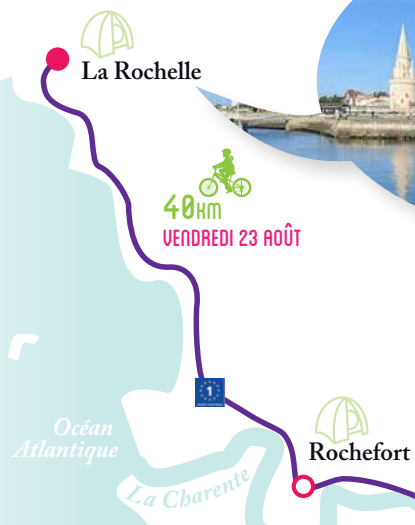 La Rochelle
40KM
VENDREDI 23 AOÛT
1
Rochefort
Océan
Atlantique
La Charente